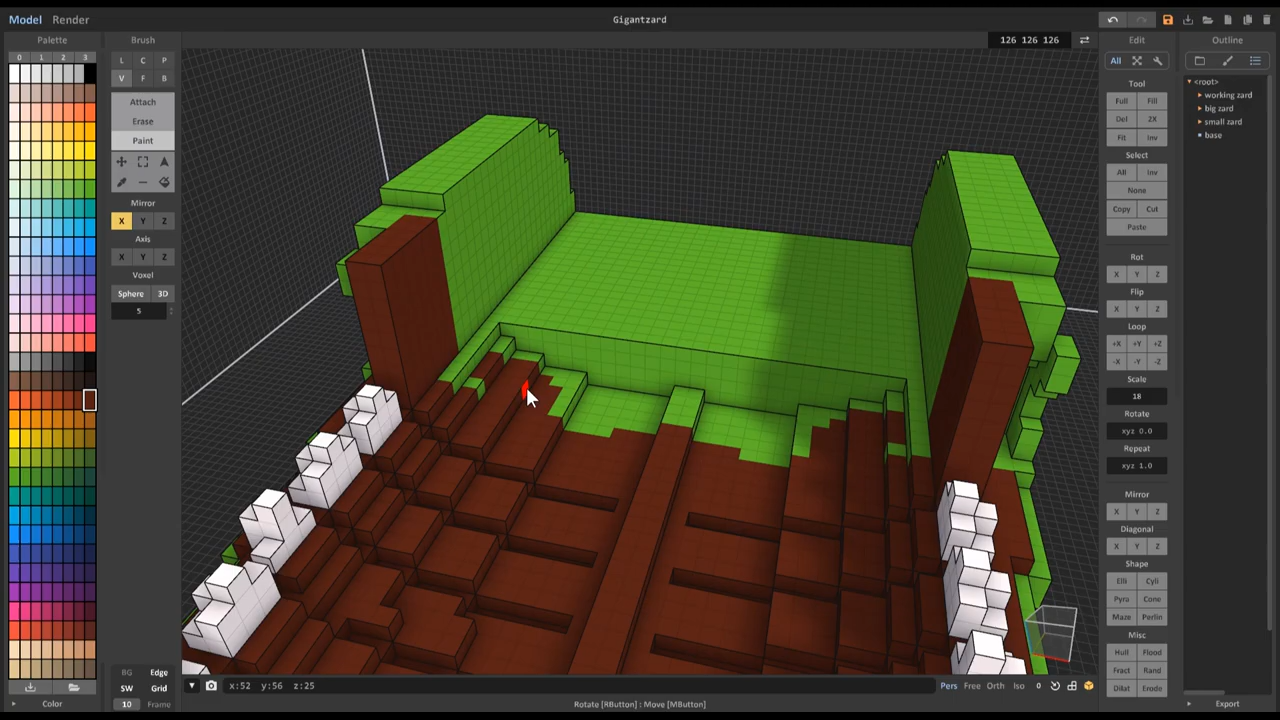 Model Render Gigantzard
Palette Brush 126 126 126 Edit Outline
0 1 2 3
L C P
V F B
All
<root>
working zard
big zard
small zard
base
Attach
Erase
Paint
Mirror
X Y Z
Axis
X Y Z
Voxel
Sphere 3D
5
Tool
Full Fill
Del 2X
Fit Inv
Select
All Inv
None
Copy Cut
Paste
Rot
X Y Z
Flip
X Y Z
Loop
+X +Y +Z
-X -Y -Z
Scale
18
Rotate
xyz 0.0
Repeat
xyz 1.0
Mirror
X Y Z
Diagonal
X Y Z
Shape
Elli Cyli
Pyra Cone
Maze Perlin
Misc
Hull Flood
Fract Rand
Dilat Erode
BG Edge
SW Grid
10 Frame
x:52 y:56 z:25
Pers Free Orth Iso 0
Color
Rotate [RButton] : Move [MButton]
Export